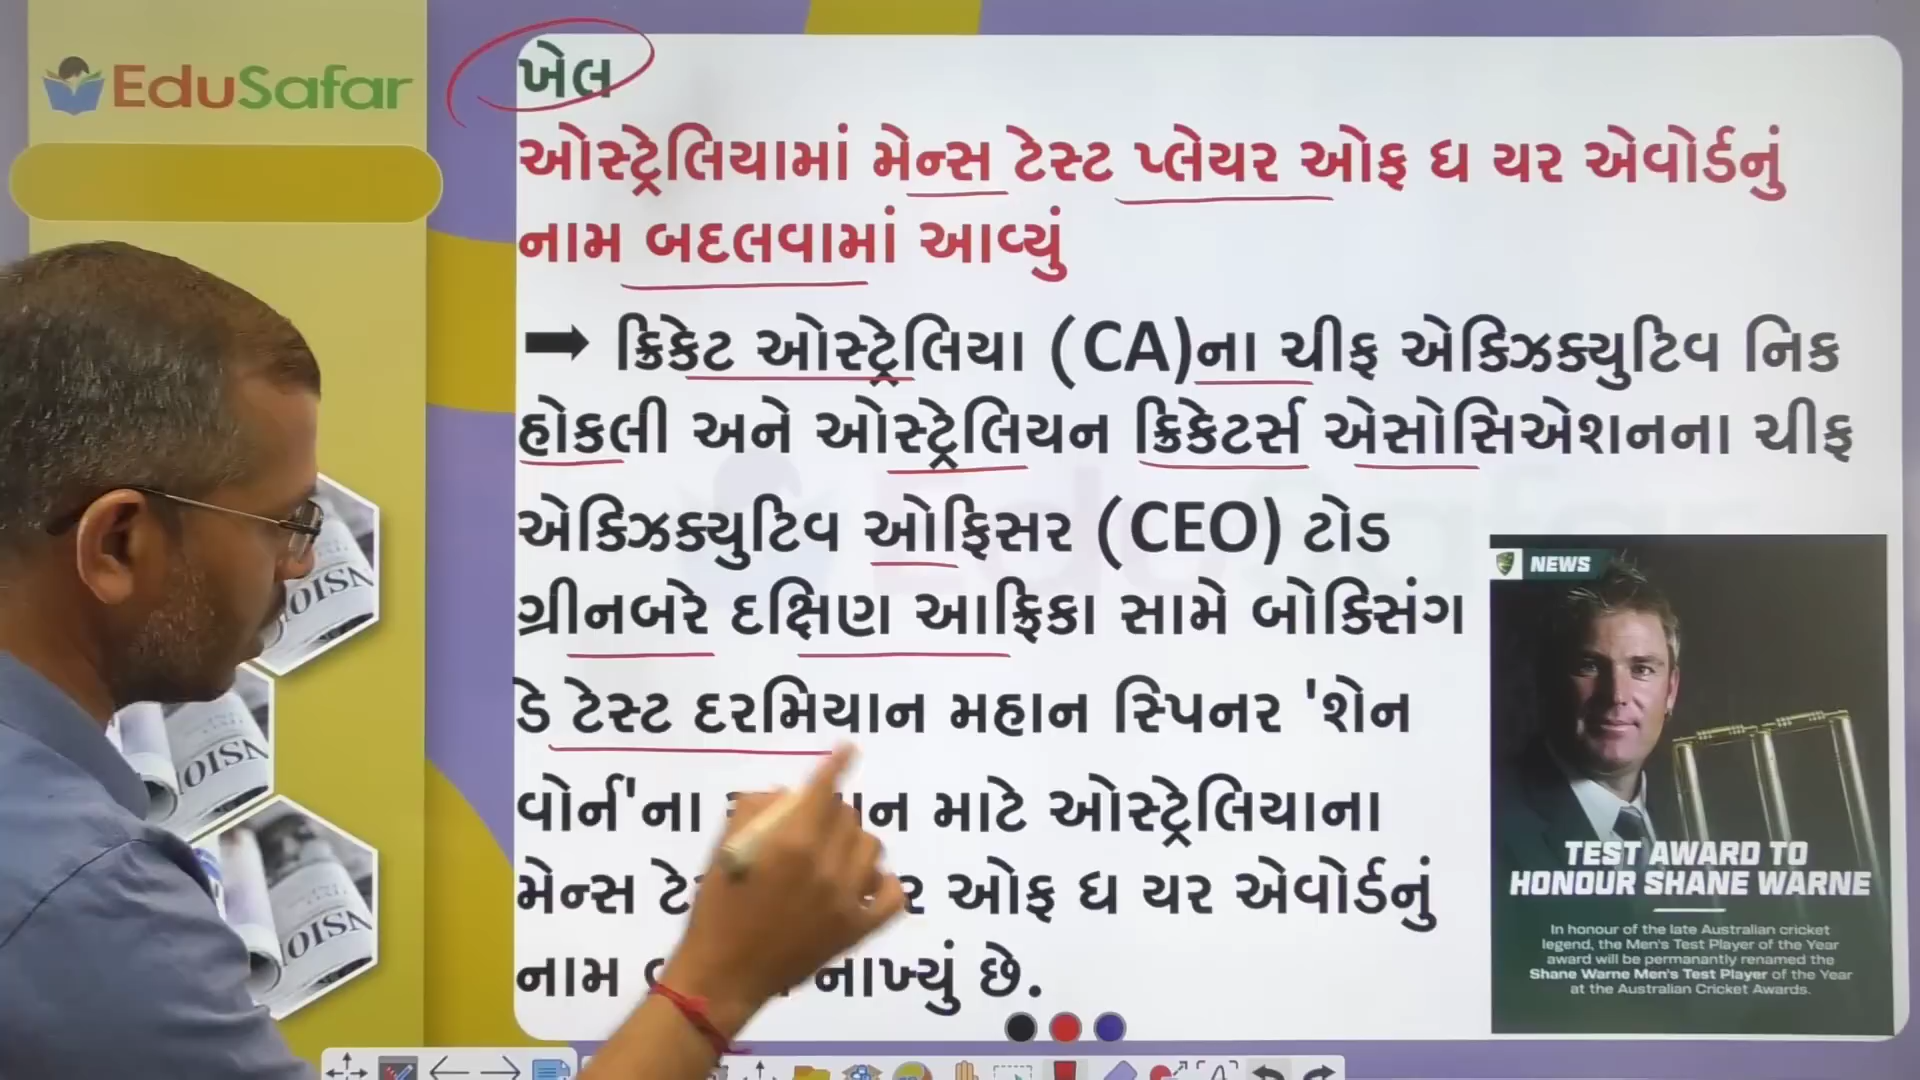 EduSafar
ખેલ
ઓસ્ટ્રેલિયામાં મેન્સ ટેસ્ટ પ્લેયર ઓફ ધ યર એવોર્ડનું
નામ બદલવામાં આવ્યું
➡ ક્રિકેટ ઓસ્ટ્રેલિયા (CA)ના ચીફ એક્ઝિક્યુટિવ નિક
હોકલી અને ઓસ્ટ્રેલિયન ક્રિકેટર્સ એસોસિએશનના ચીફ
એક્ઝિક્યુટિવ ઓફિસર (CEO) ટોડ
ગ્રીનબરે દક્ષિણ આફ્રિકા સામે બોક્સિંગ
ડે ટેસ્ટ દરમિયાન મહાન સ્પિનર 'શેન
વોર્ન'ના માટે ઓસ્ટ્રેલિયાના
મેન્સ ઓફ ધ યર એવોર્ડનું
નામ નાખ્યું છે.
NEWS
TEST AWARD TO
HONOUR SHANE WARNE
In honour of the late Australian cricket
legend, the Men's Test Player of the Year
award will be permanantly renamed the
Shane Warne Men's Test Player of the Year
at the Australian Cricket Awards.